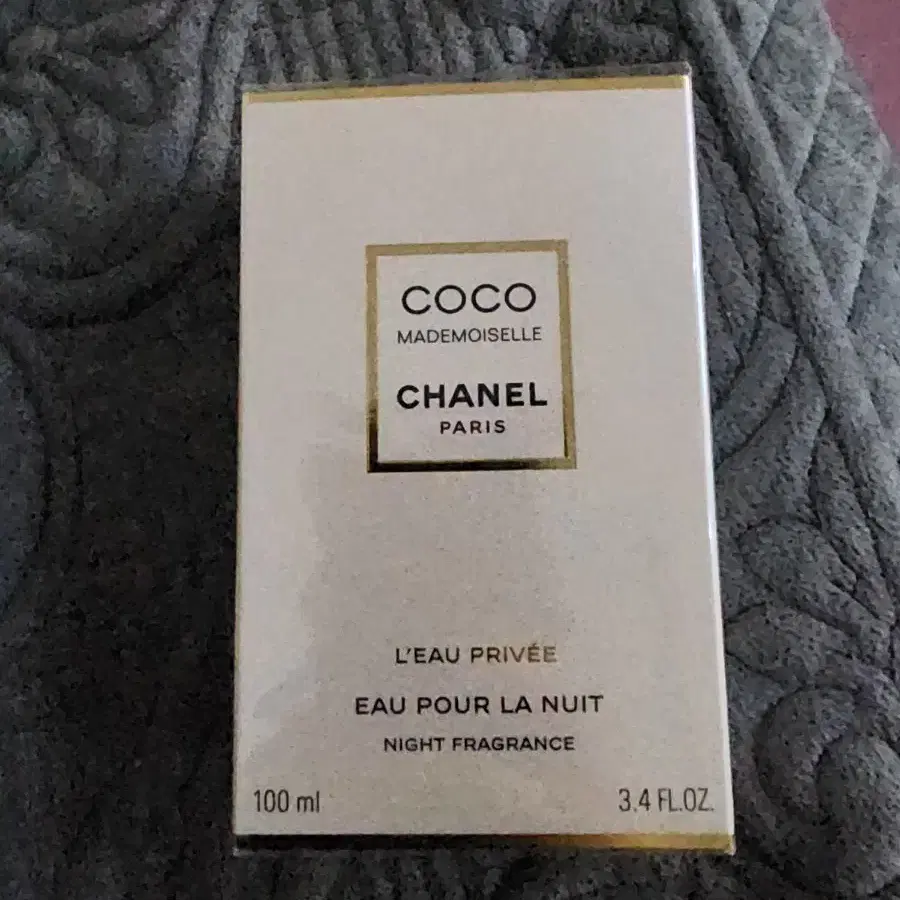 COCO
MADEMOISELLE
CHANEL
PARIS
L'EAU PRIVÉE
EAU POUR LA NUIT
NIGHT FRAGRANCE
100 ml
3.4 FL.OZ.